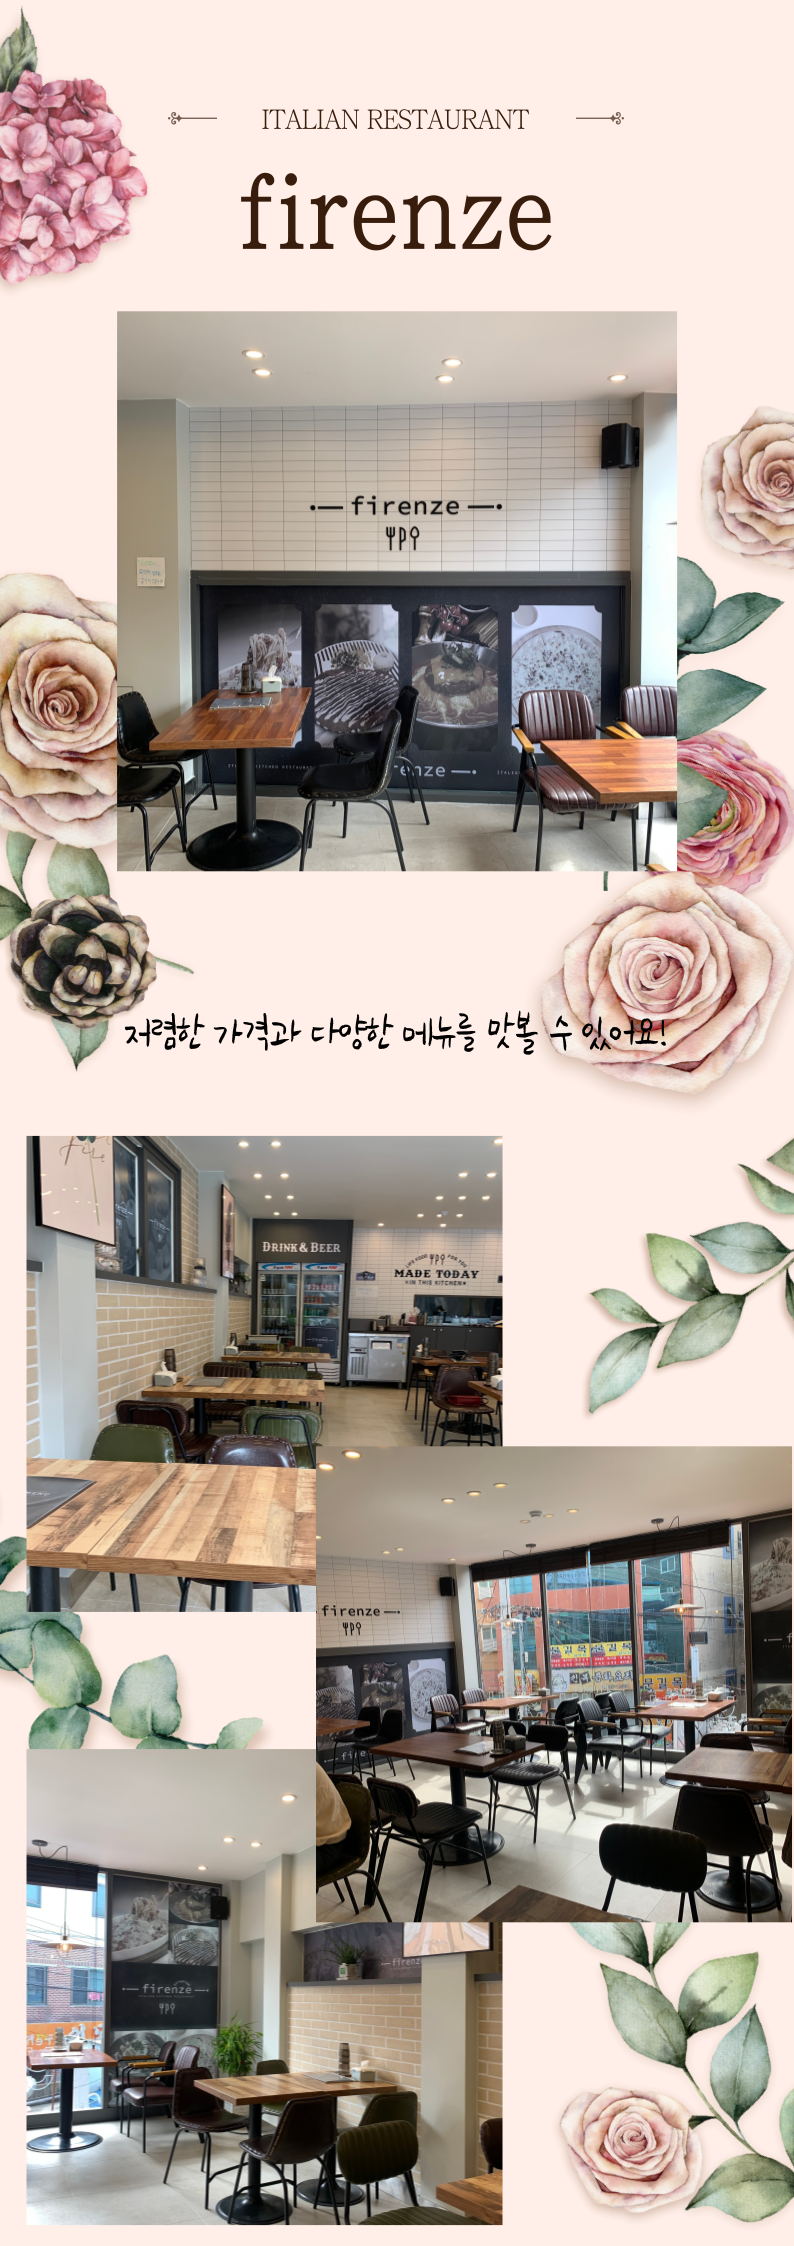 ITALIAN RESTAURANT
firenze
firenze
저렴한 가격과 다양한 메뉴를 맛볼 수 있어요!
DRINK & BEER
MADE TODAY
IN THIS KITCHEN
firenze
firenze